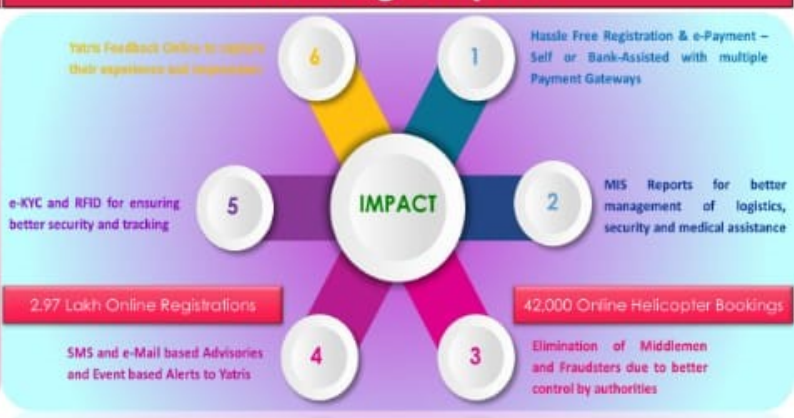 1
Hassle Free Registration & e-Payment –
Self or Bank-Assisted with multiple
Payment Gateways
2
MIS Reports for better
management of logistics,
security and medical assistance
3
Elimination of Middlemen
and Fraudsters due to better
control by authorities
4
SMS and e-Mail based Advisories
and Event based Alerts to Yatris
5
e-KYC and RFID for ensuring
better security and tracking
6
Yatris Feedback Online to capture
their experience and
IMPACT
2.97 Lakh Online Registrations
42,000 Online Helicopter Bookings